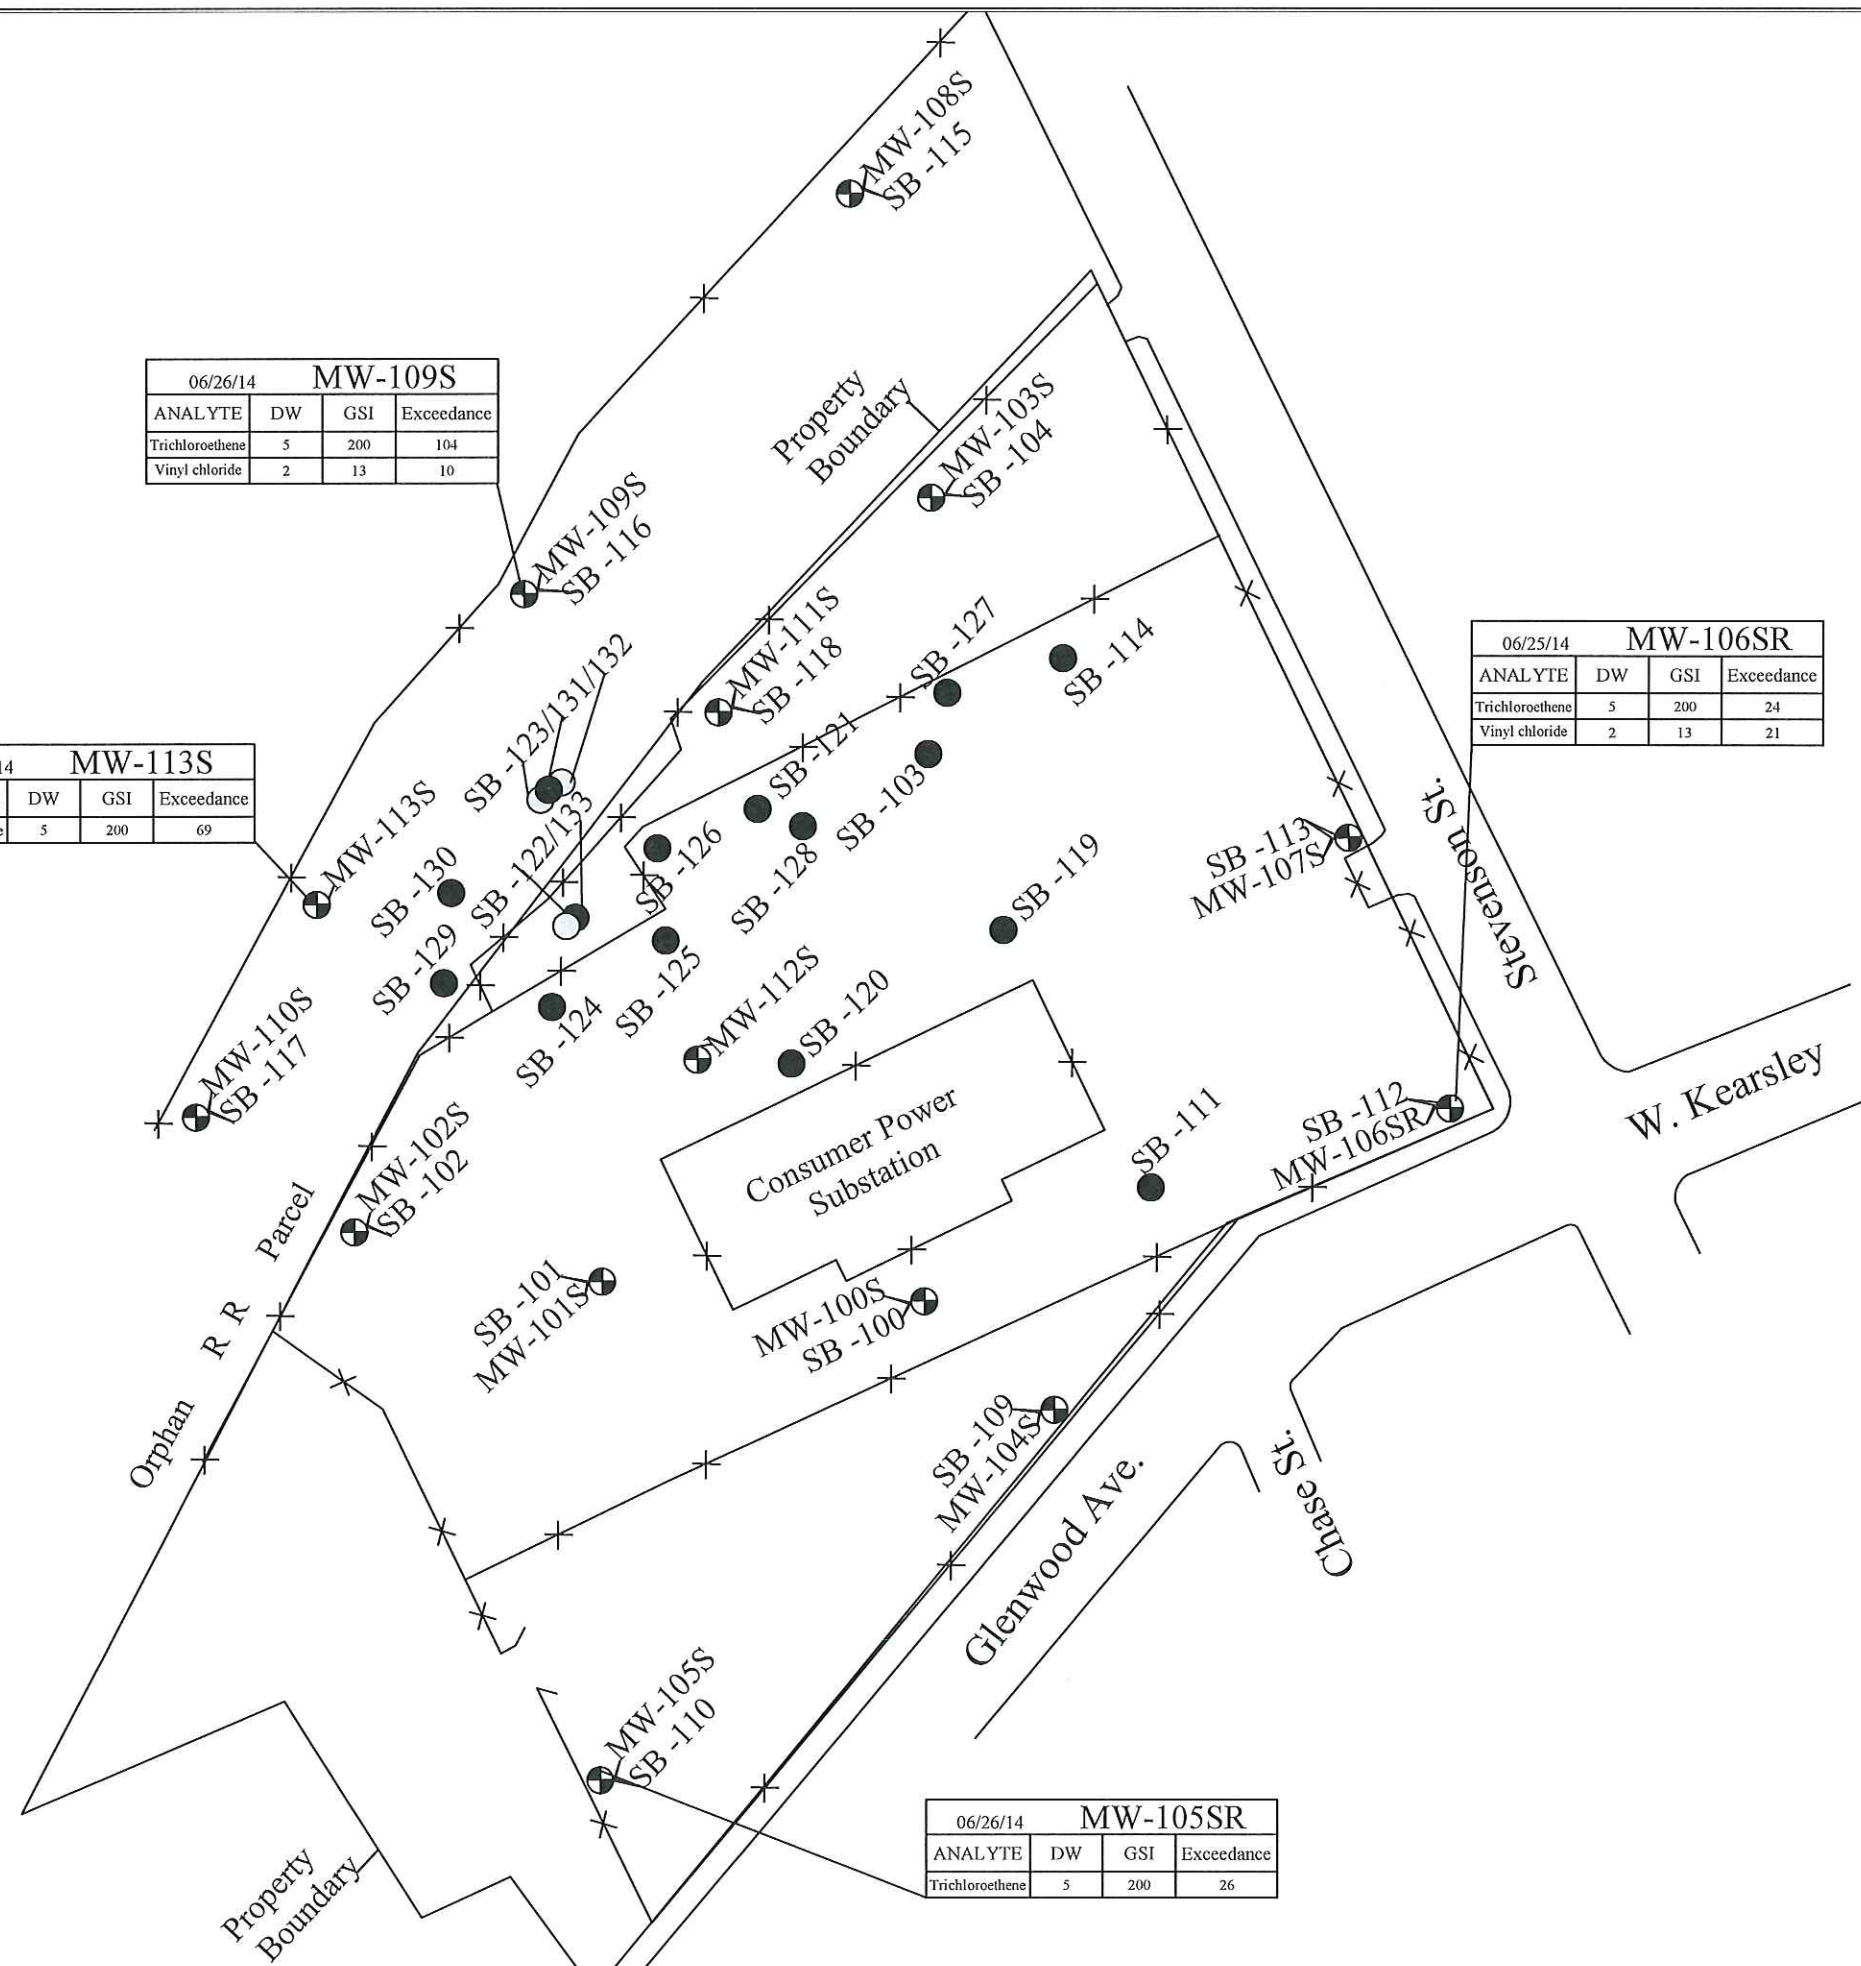 MW-108S
SB -115
06/26/14 MW-109S
ANALYTE DW GSI Exceedance
Trichloroethene 5 200 104
Vinyl chloride 2 13 10
Property
Boundary
MW-103S
SB -104
MW-109S
SB -116
MW-111S
SB -118
SB -127
SB -114
06/25/14 MW-106SR
ANALYTE DW GSI Exceedance
Trichloroethene 5 200 24
Vinyl chloride 2 13 21
SB -123/131/132
SB -121
MW-113S
DW GSI Exceedance
5 200 69
MW-113S
SB -130
SB -122/133
SB -126
SB -128
SB -103
SB -119
SB -113
MW-107S
Stevenson St.
SB -129
SB -125
SB -124
MW-112S
SB -120
MW-110S
SB -117
MW-102S
SB -102
Consumer Power
Substation
SB -111
SB -112
MW-106SR
W. Kearsley
Orphan R R Parcel
SB -101
MW-101S
MW-100S
SB -100
SB -109
MW-104S
Glenwood Ave.
Chase St.
MW-105S
SB -110
06/26/14 MW-105SR
ANALYTE DW GSI Exceedance
Trichloroethene 5 200 26
Property
Boundary